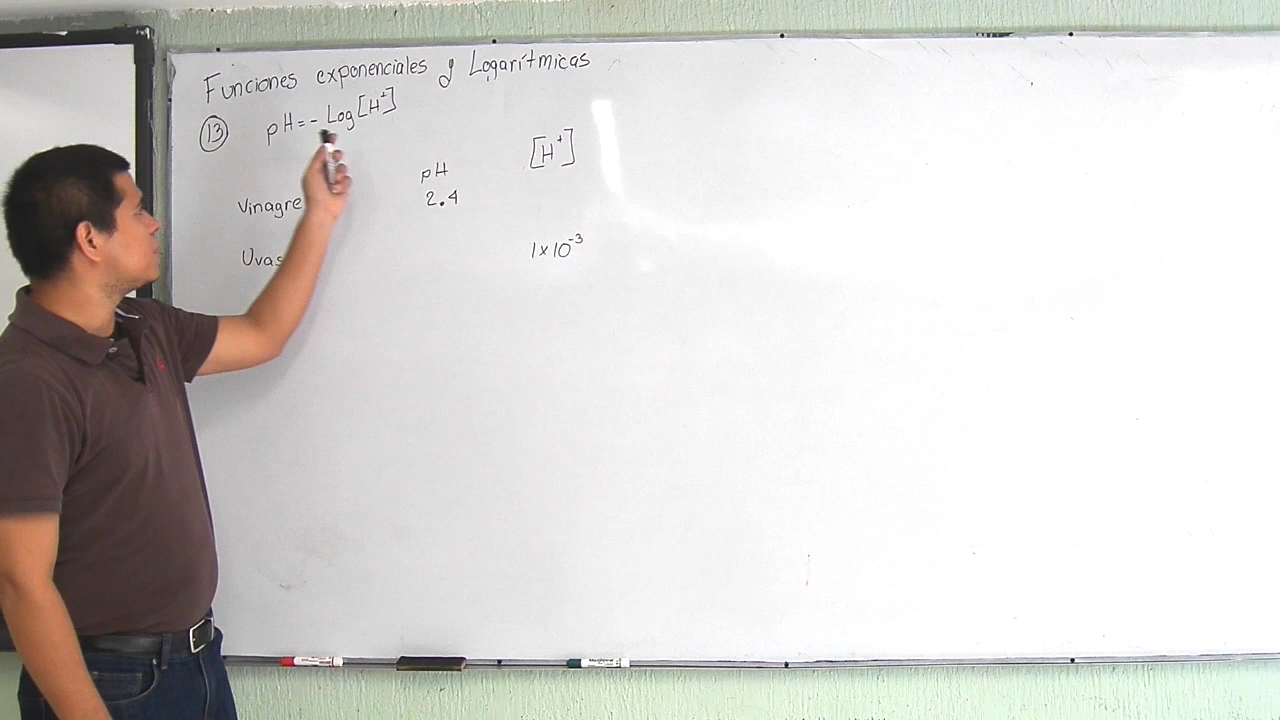 Funciones exponenciales y Logarítmicas
13 pH = - Log [H⁺]
pH [H⁺]
Vinagre 2.4
Uvas 1x10⁻³